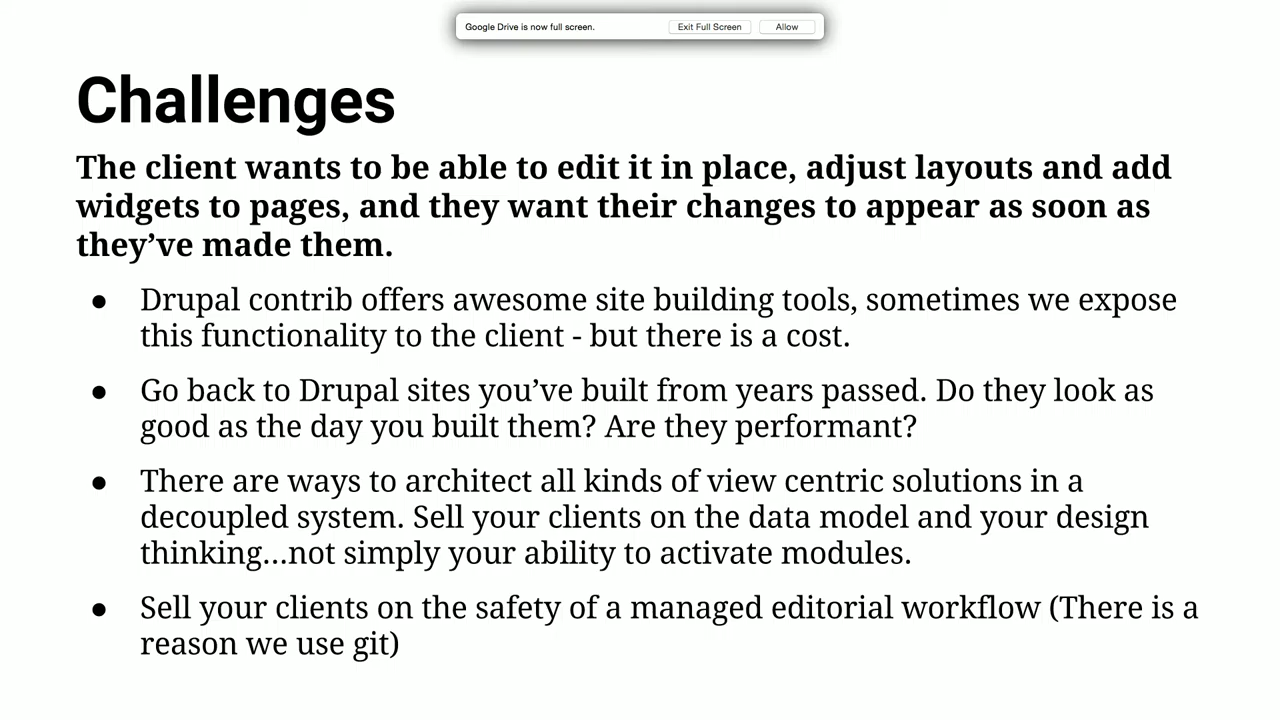 Google Drive is now full screen. Exit Full Screen Allow
Challenges
The client wants to be able to edit it in place, adjust layouts and add
widgets to pages, and they want their changes to appear as soon as
they’ve made them.
● Drupal contrib offers awesome site building tools, sometimes we expose
this functionality to the client - but there is a cost.
● Go back to Drupal sites you’ve built from years passed. Do they look as
good as the day you built them? Are they performant?
● There are ways to architect all kinds of view centric solutions in a
decoupled system. Sell your clients on the data model and your design
thinking...not simply your ability to activate modules.
● Sell your clients on the safety of a managed editorial workflow (There is a
reason we use git)